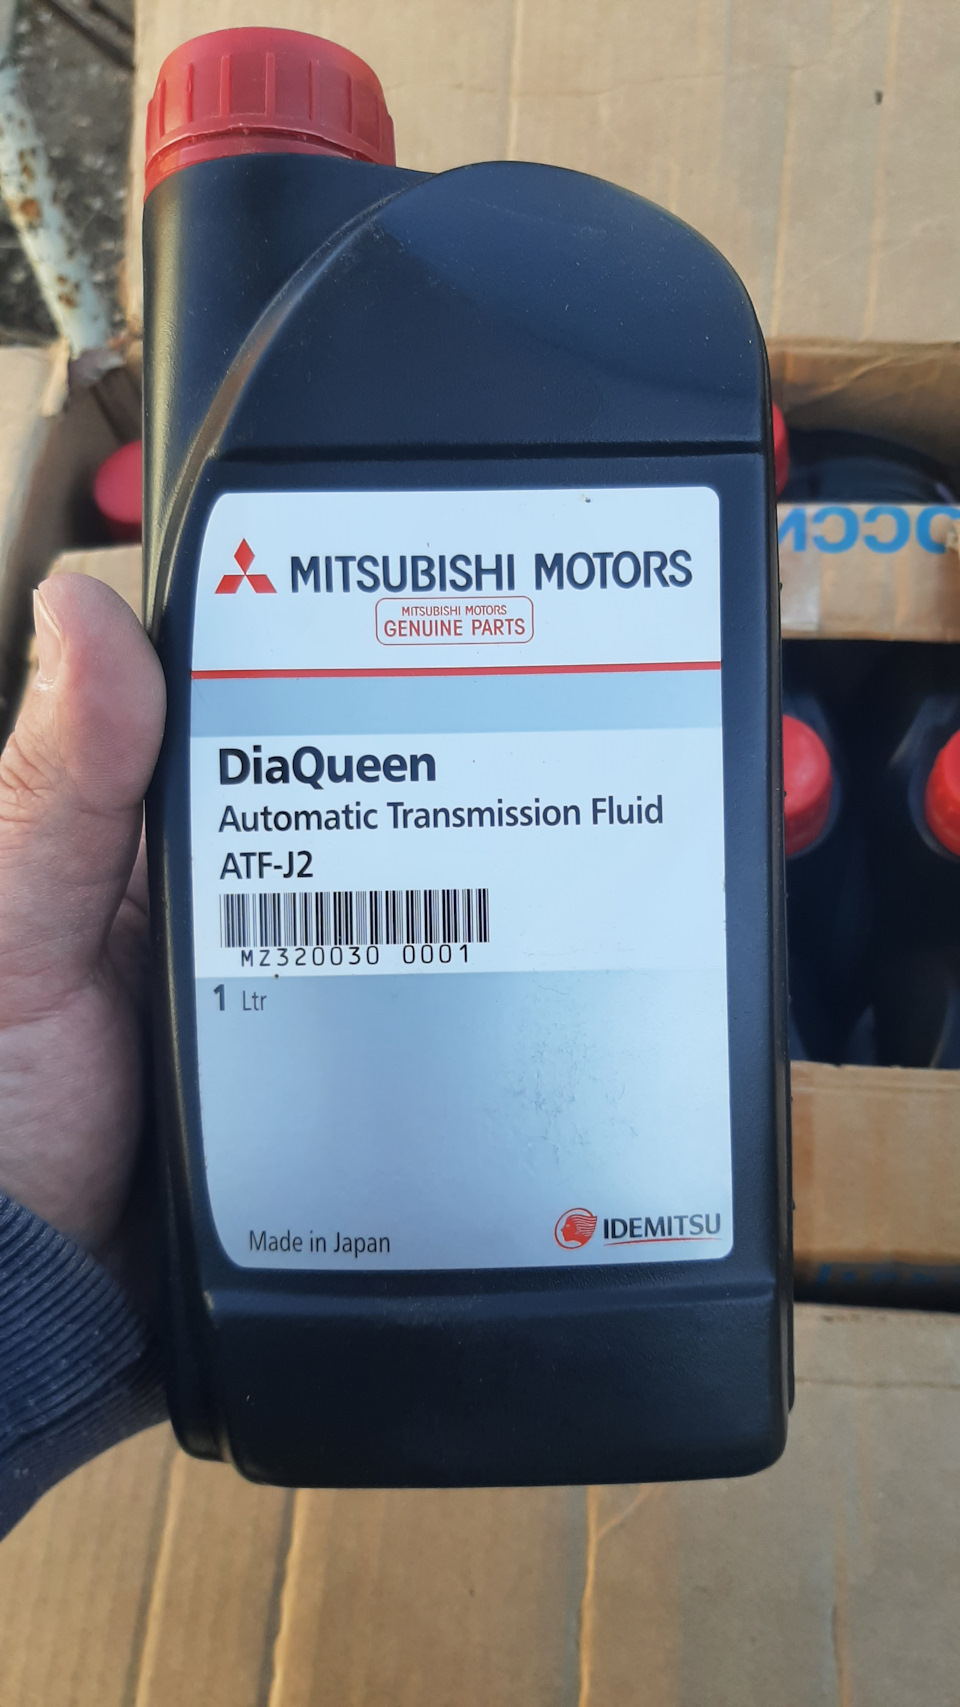 MITSUBISHI MOTORS
MITSUBISHI MOTORS
GENUINE PARTS
DiaQueen
Automatic Transmission Fluid
ATF-J2
MZ320030 0001
1 Ltr
Made in Japan
IDEMITSU